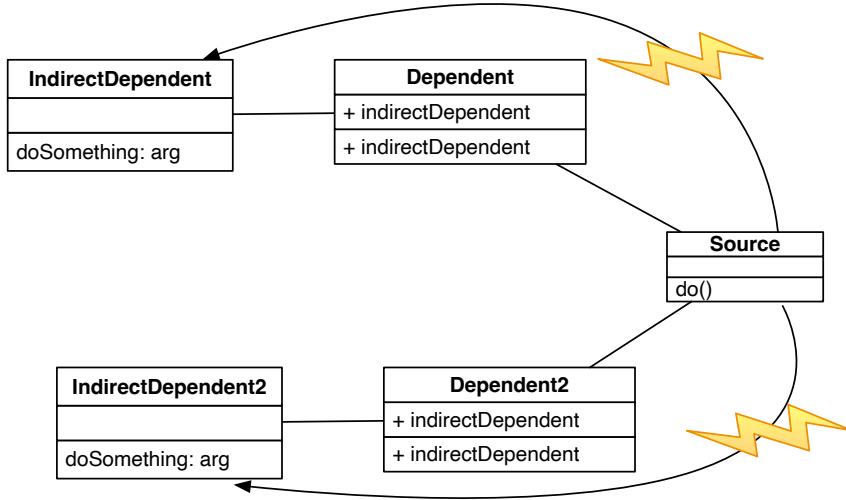 IndirectDependent
doSomething: arg
Dependent
+ indirectDependent
+ indirectDependent
Source
do()
IndirectDependent2
doSomething: arg
Dependent2
+ indirectDependent
+ indirectDependent